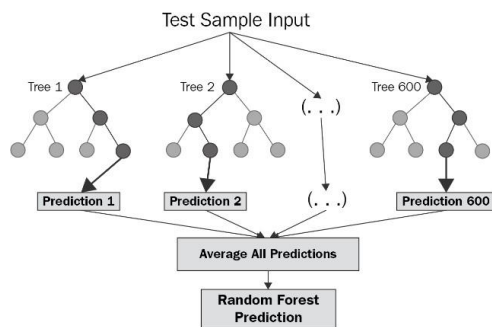 Test Sample Input
Tree 1
Tree 2
(. . .)
Tree 600
Prediction 1
Prediction 2
(. . .)
Prediction 600
Average All Predictions
Random Forest
Prediction